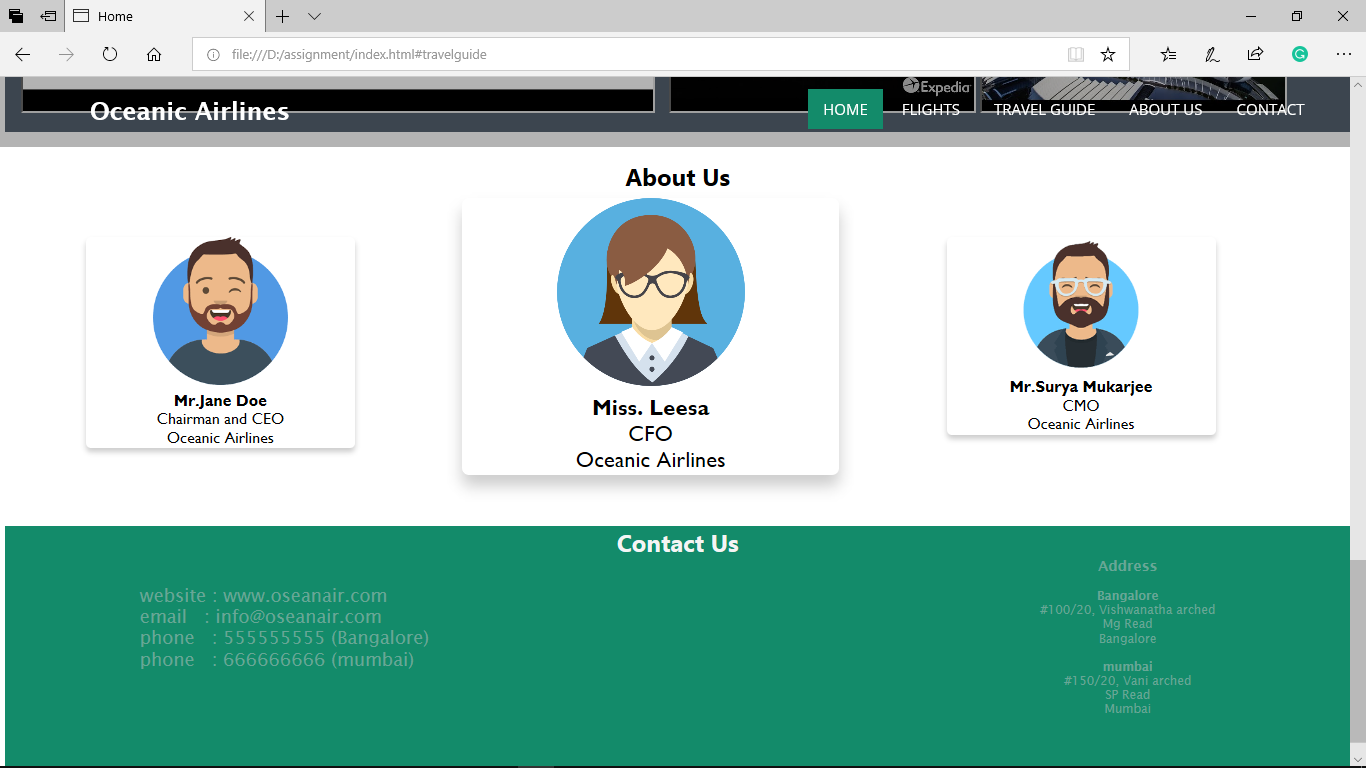 Home
file:///D:/assignment/index.html#travelguide
Expedia
Oceanic Airlines
HOME FLIGHTS TRAVEL GUIDE ABOUT US CONTACT
About Us
Mr.Jane Doe
Chairman and CEO
Oceanic Airlines
Miss. Leesa
CFO
Oceanic Airlines
Mr.Surya Mukarjee
CMO
Oceanic Airlines
Contact Us
website : www.oseanair.com
email : info@oseanair.com
phone : 555555555 (Bangalore)
phone : 666666666 (mumbai)
Address
Bangalore
#100/20, Vishwanatha arched
Mg Read
Bangalore
mumbai
#150/20, Vani arched
SP Read
Mumbai